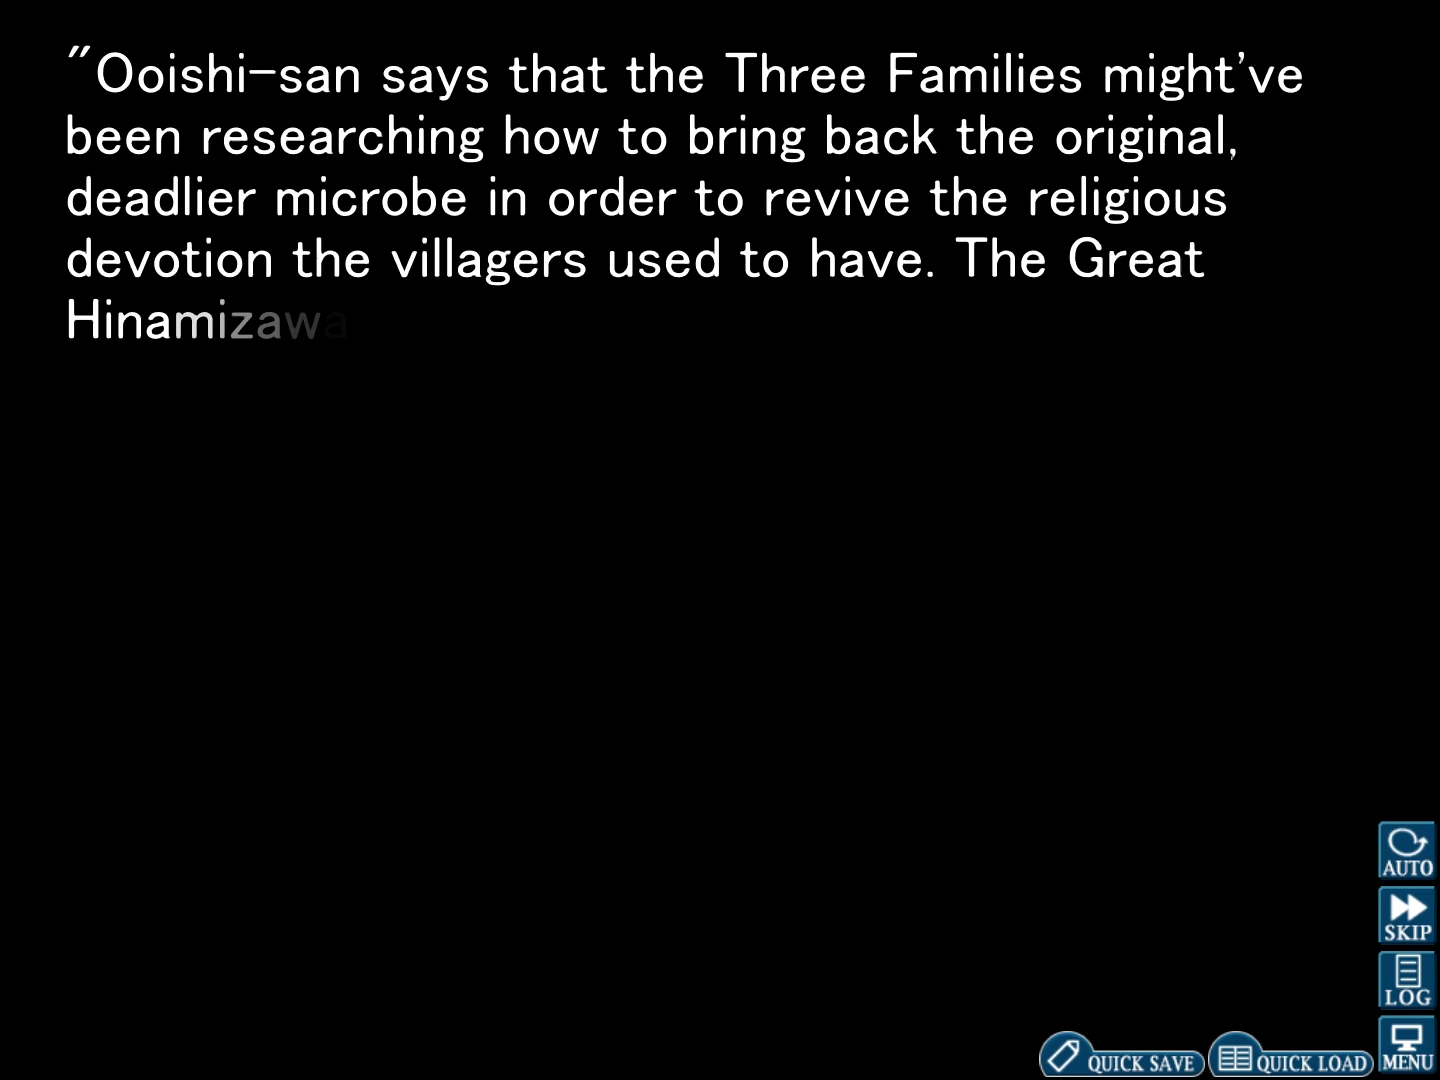 "Ooishi-san says that the Three Families might've
been researching how to bring back the original,
deadlier microbe in order to revive the religious
devotion the villagers used to have. The Great
Hinamizawa
AUTO
SKIP
LOG
MENU
QUICK SAVE
QUICK LOAD